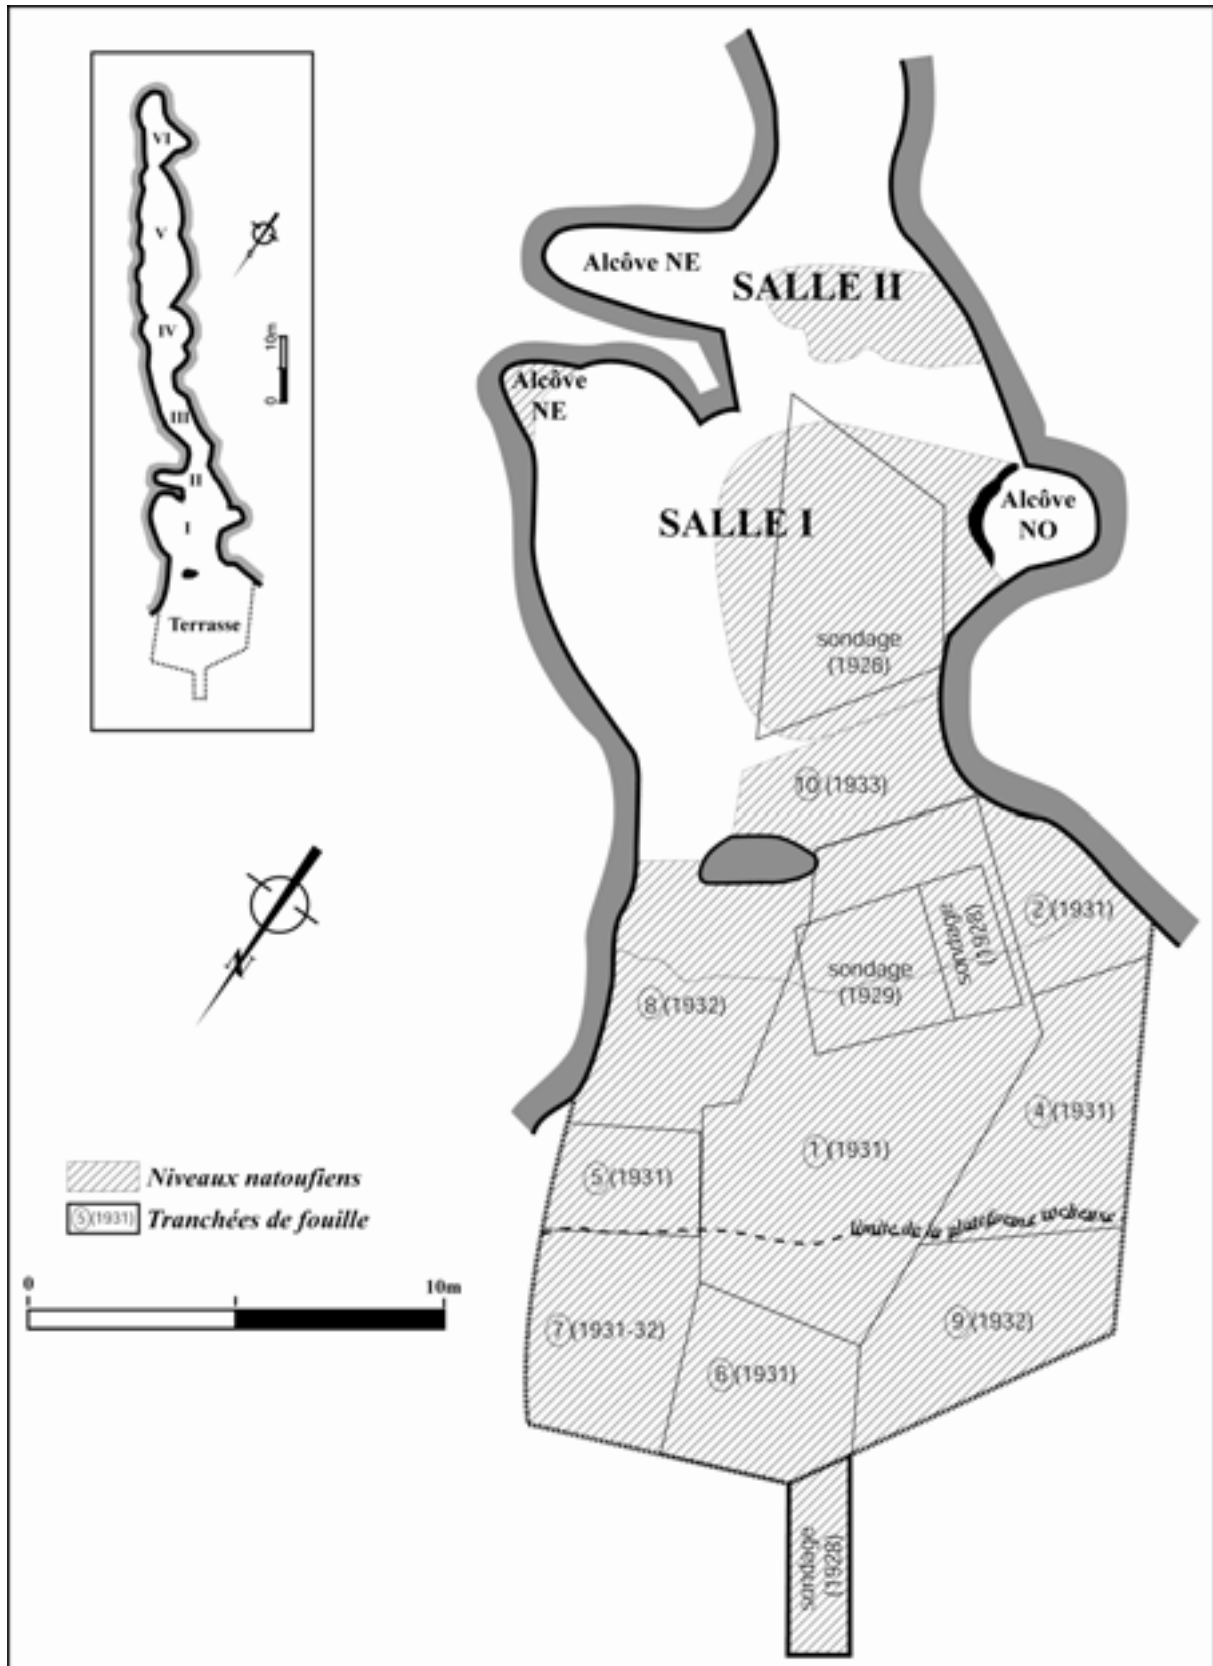 VI
V
IV
III
II
I
Terrasse
0 10m
Alcôve NE
SALLE II
Alcôve
NE
SALLE I
Alcôve
NO
sondage
(1928)
10 (1933)
2 (1931)
sondage
(1928)
sondage
(1929)
8 (1932)
4 (1931)
1 (1931)
5 (1931)
limite de la plateforme rocheuse
7 (1931-32)
9 (1932)
6 (1931)
sondage
(1928)
N
Niveaux natoufiens
5 (1931) Tranchées de fouille
0 10m